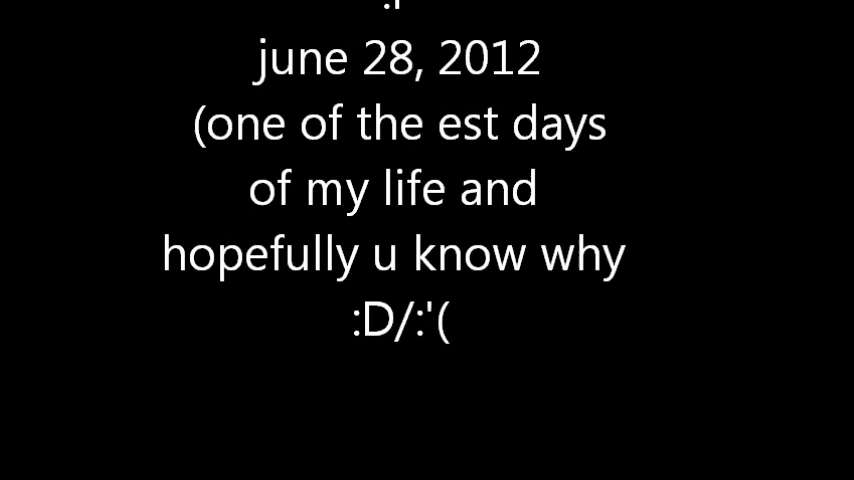 june 28, 2012
(one of the est days
of my life and
hopefully u know why
:D/:'(